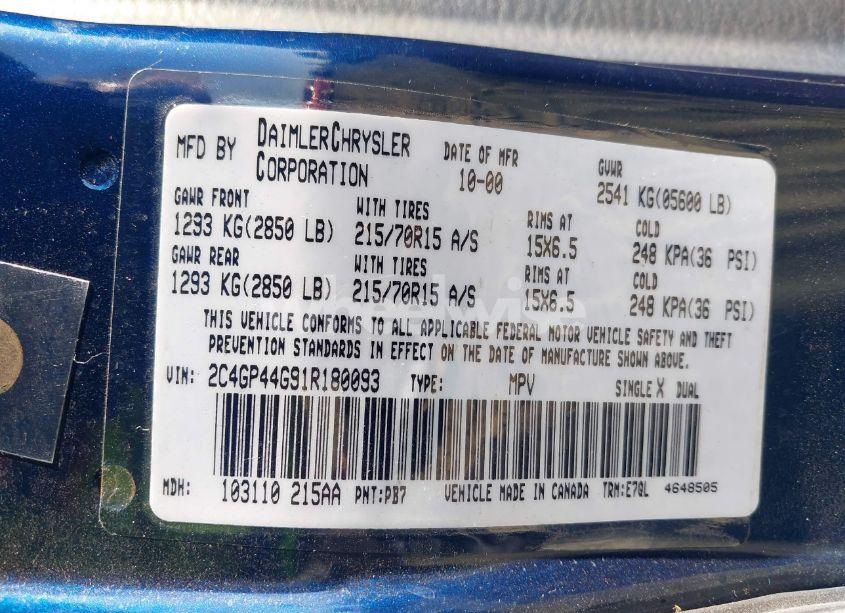 MFD BY DAIMLERCHRYSLER CORPORATION DATE OF MFR 10-00 GVWR 2541 KG(05600 LB)
GAWR FRONT WITH TIRES RIMS AT COLD
1293 KG(2850 LB) 215/70R15 A/S 15X6.5 248 KPA(36 PSI)
GAWR REAR WITH TIRES RIMS AT COLD
1293 KG(2850 LB) 215/70R15 A/S 15X6.5 248 KPA(36 PSI)
THIS VEHICLE CONFORMS TO ALL APPLICABLE FEDERAL MOTOR VEHICLE SAFETY AND THEFT
PREVENTION STANDARDS IN EFFECT ON THE DATE OF MANUFACTURE SHOWN ABOVE.
VIN: 2C4GP44G91R180093 TYPE: MPV SINGLE X DUAL
MDH: 103110 215AA PNT:PB7 VEHICLE MADE IN CANADA TRM:E7QL 4648505